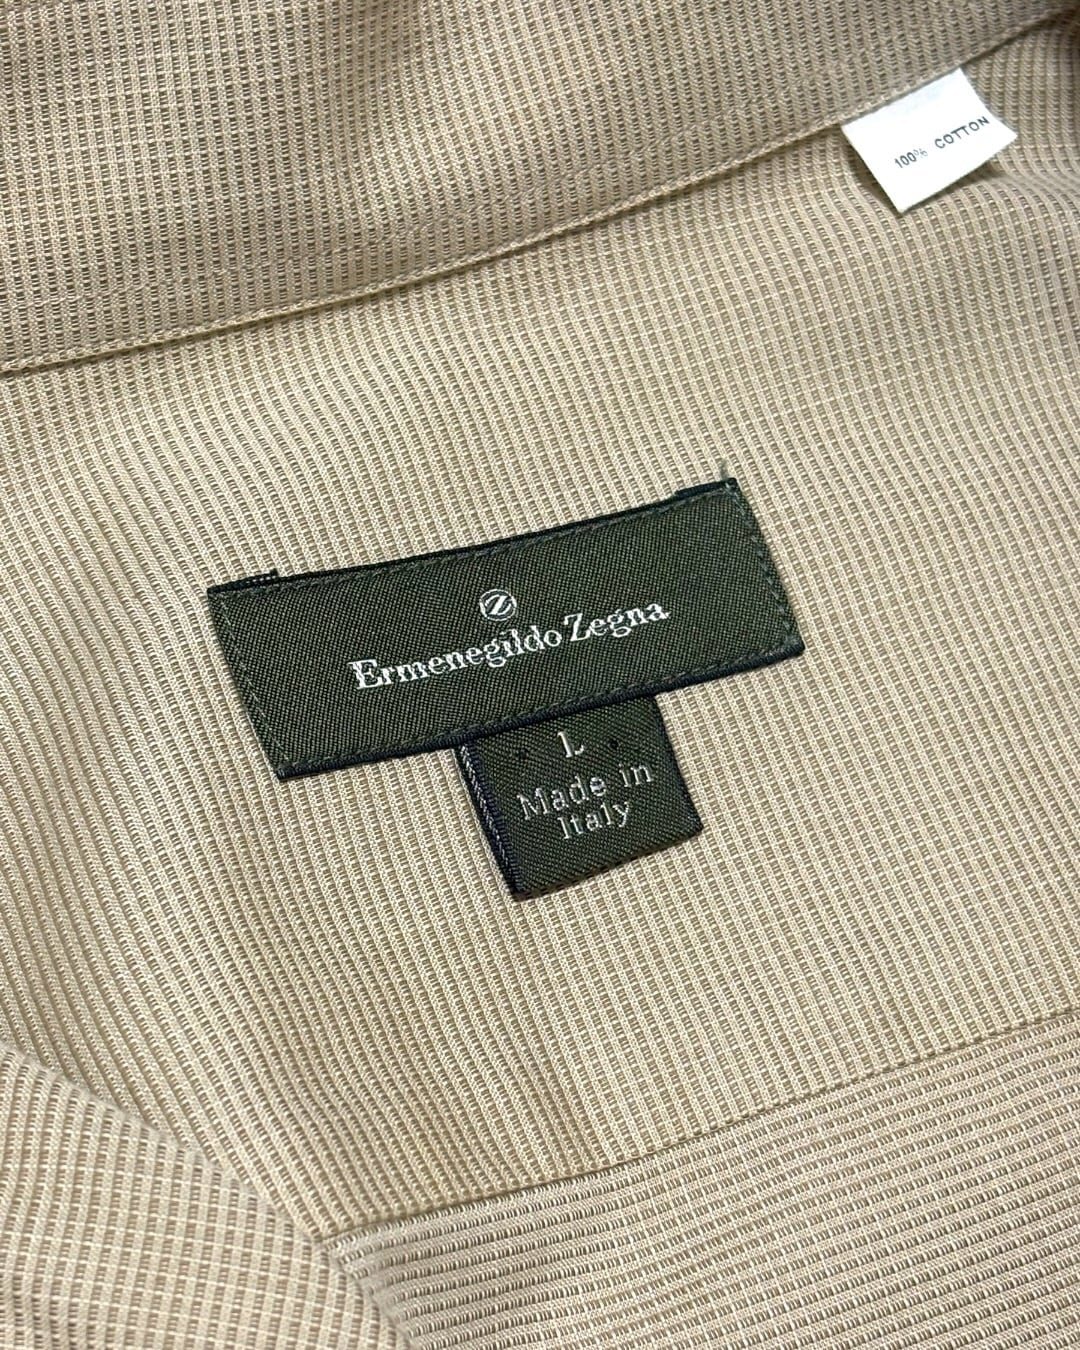 100% COTTON
Z
Ermenegildo Zegna
L
Made in
Italy